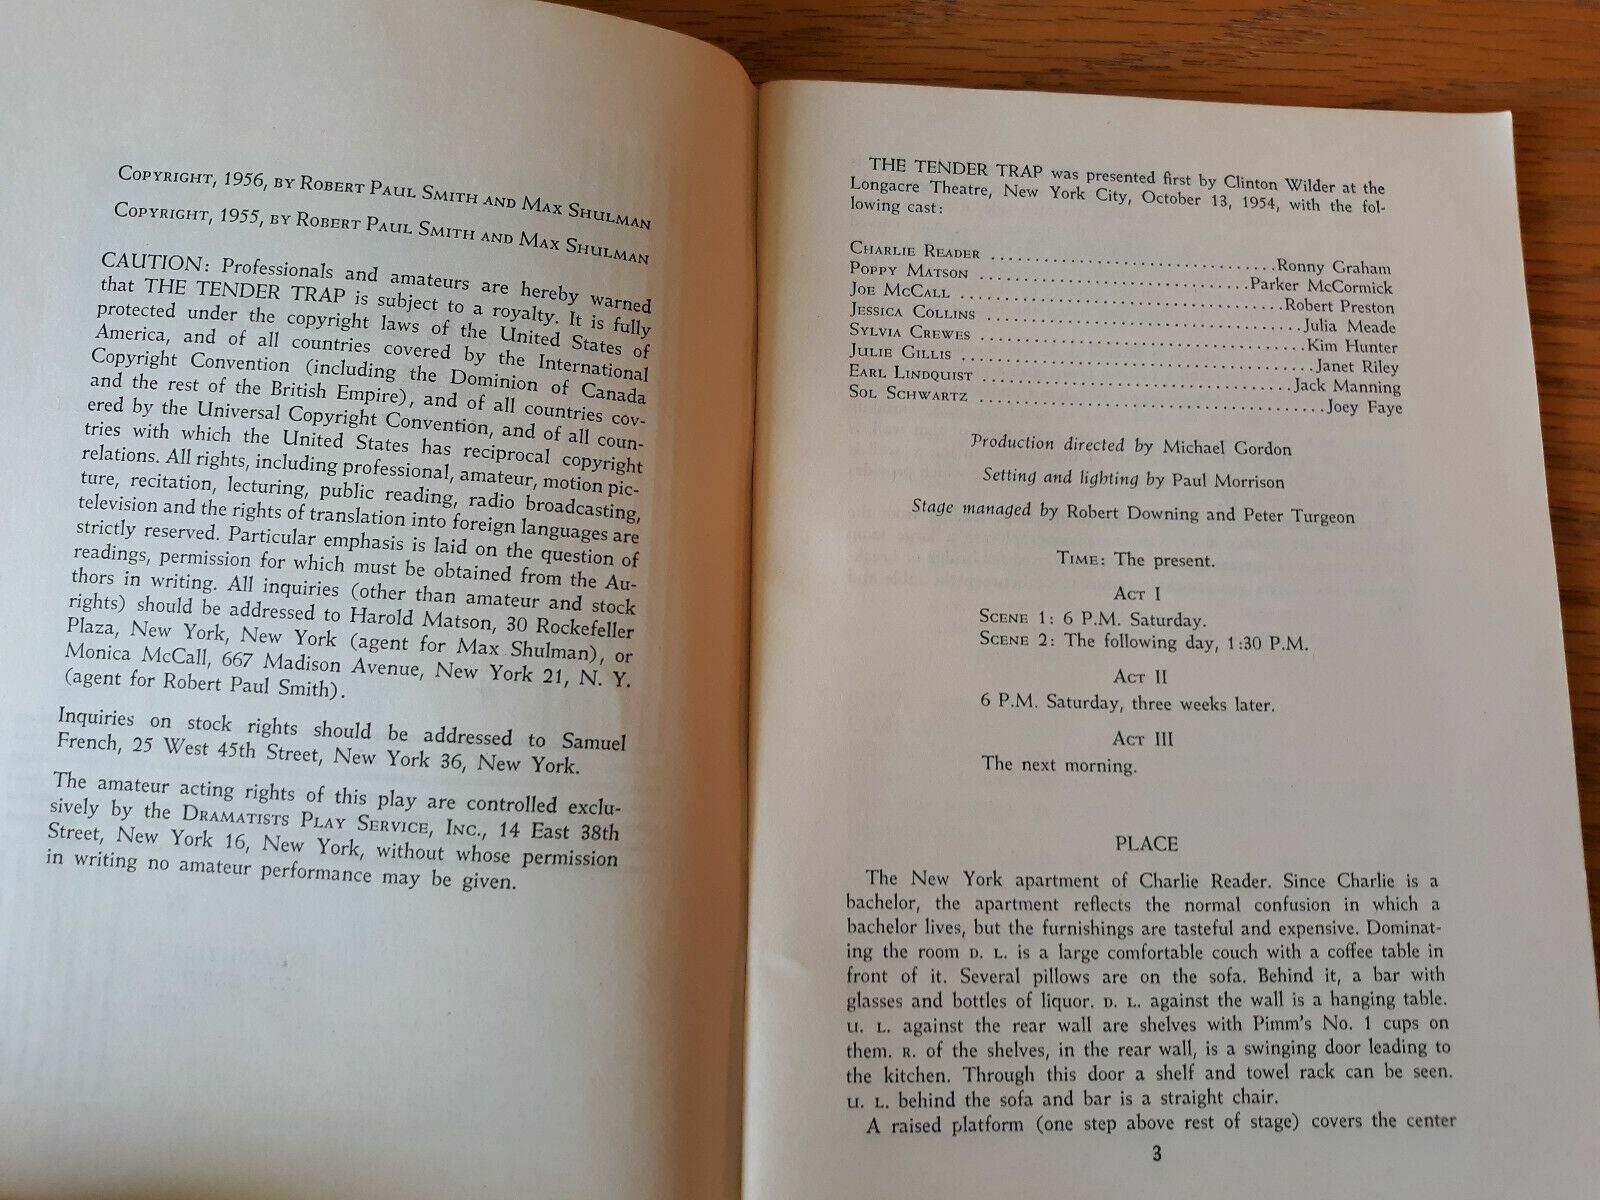 COPYRIGHT, 1956, BY ROBERT PAUL SMITH AND MAX SHULMAN
COPYRIGHT, 1955, BY ROBERT PAUL SMITH AND MAX SHULMAN
CAUTION: Professionals and amateurs are hereby warned
that THE TENDER TRAP is subject to a royalty. It is fully
protected under the copyright laws of the United States of
America, and of all countries covered by the International
Copyright Convention (including the Dominion of Canada
and the rest of the British Empire), and of all countries cov-
ered by the Universal Copyright Convention, and of all coun-
tries with which the United States has reciprocal copyright
relations. All rights, including professional, amateur, motion pic-
ture, recitation, lecturing, public reading, radio broadcasting,
television and the rights of translation into foreign languages are
strictly reserved. Particular emphasis is laid on the question of
readings, permission for which must be obtained from the Au-
thors in writing. All inquiries (other than amateur and stock
rights) should be addressed to Harold Matson, 30 Rockefeller
Plaza, New York, New York (agent for Max Shulman), or
Monica McCall, 667 Madison Avenue, New York 21, N. Y.
(agent for Robert Paul Smith).
Inquiries on stock rights should be addressed to Samuel
French, 25 West 45th Street, New York 36, New York.
The amateur acting rights of this play are controlled exclu-
sively by the DRAMATISTS PLAY SERVICE, INC., 14 East 38th
Street, New York 16, New York, without whose permission
in writing no amateur performance may be given.
THE TENDER TRAP was presented first by Clinton Wilder at the
Longacre Theatre, New York City, October 13, 1954, with the fol-
lowing cast:
CHARLIE READER ................................Ronny Graham
POPPY MATSON ..............................Parker McCormick
JOE MCCALL ....................................Robert Preston
JESSICA COLLINS ..................................Julia Meade
SYLVIA CREWES ....................................Kim Hunter
JULIE GILLIS ......................................Janet Riley
EARL LINDQUIST ..................................Jack Manning
SOL SCHWARTZ ......................................Joey Faye
Production directed by Michael Gordon
Setting and lighting by Paul Morrison
Stage managed by Robert Downing and Peter Turgeon
TIME: The present.
ACT I
SCENE 1: 6 P.M. Saturday.
SCENE 2: The following day, 1:30 P.M.
ACT II
6 P.M. Saturday, three weeks later.
ACT III
The next morning.
PLACE
The New York apartment of Charlie Reader. Since Charlie is a
bachelor, the apartment reflects the normal confusion in which a
bachelor lives, but the furnishings are tasteful and expensive. Dominat-
ing the room D. L. is a large comfortable couch with a coffee table in
front of it. Several pillows are on the sofa. Behind it, a bar with
glasses and bottles of liquor. D. L. against the wall is a hanging table.
U. L. against the rear wall are shelves with Pimm's No. 1 cups on
them. R. of the shelves, in the rear wall, is a swinging door leading to
the kitchen. Through this door a shelf and towel rack can be seen.
U. L. behind the sofa and bar is a straight chair.
A raised platform (one step above rest of stage) covers the center
3